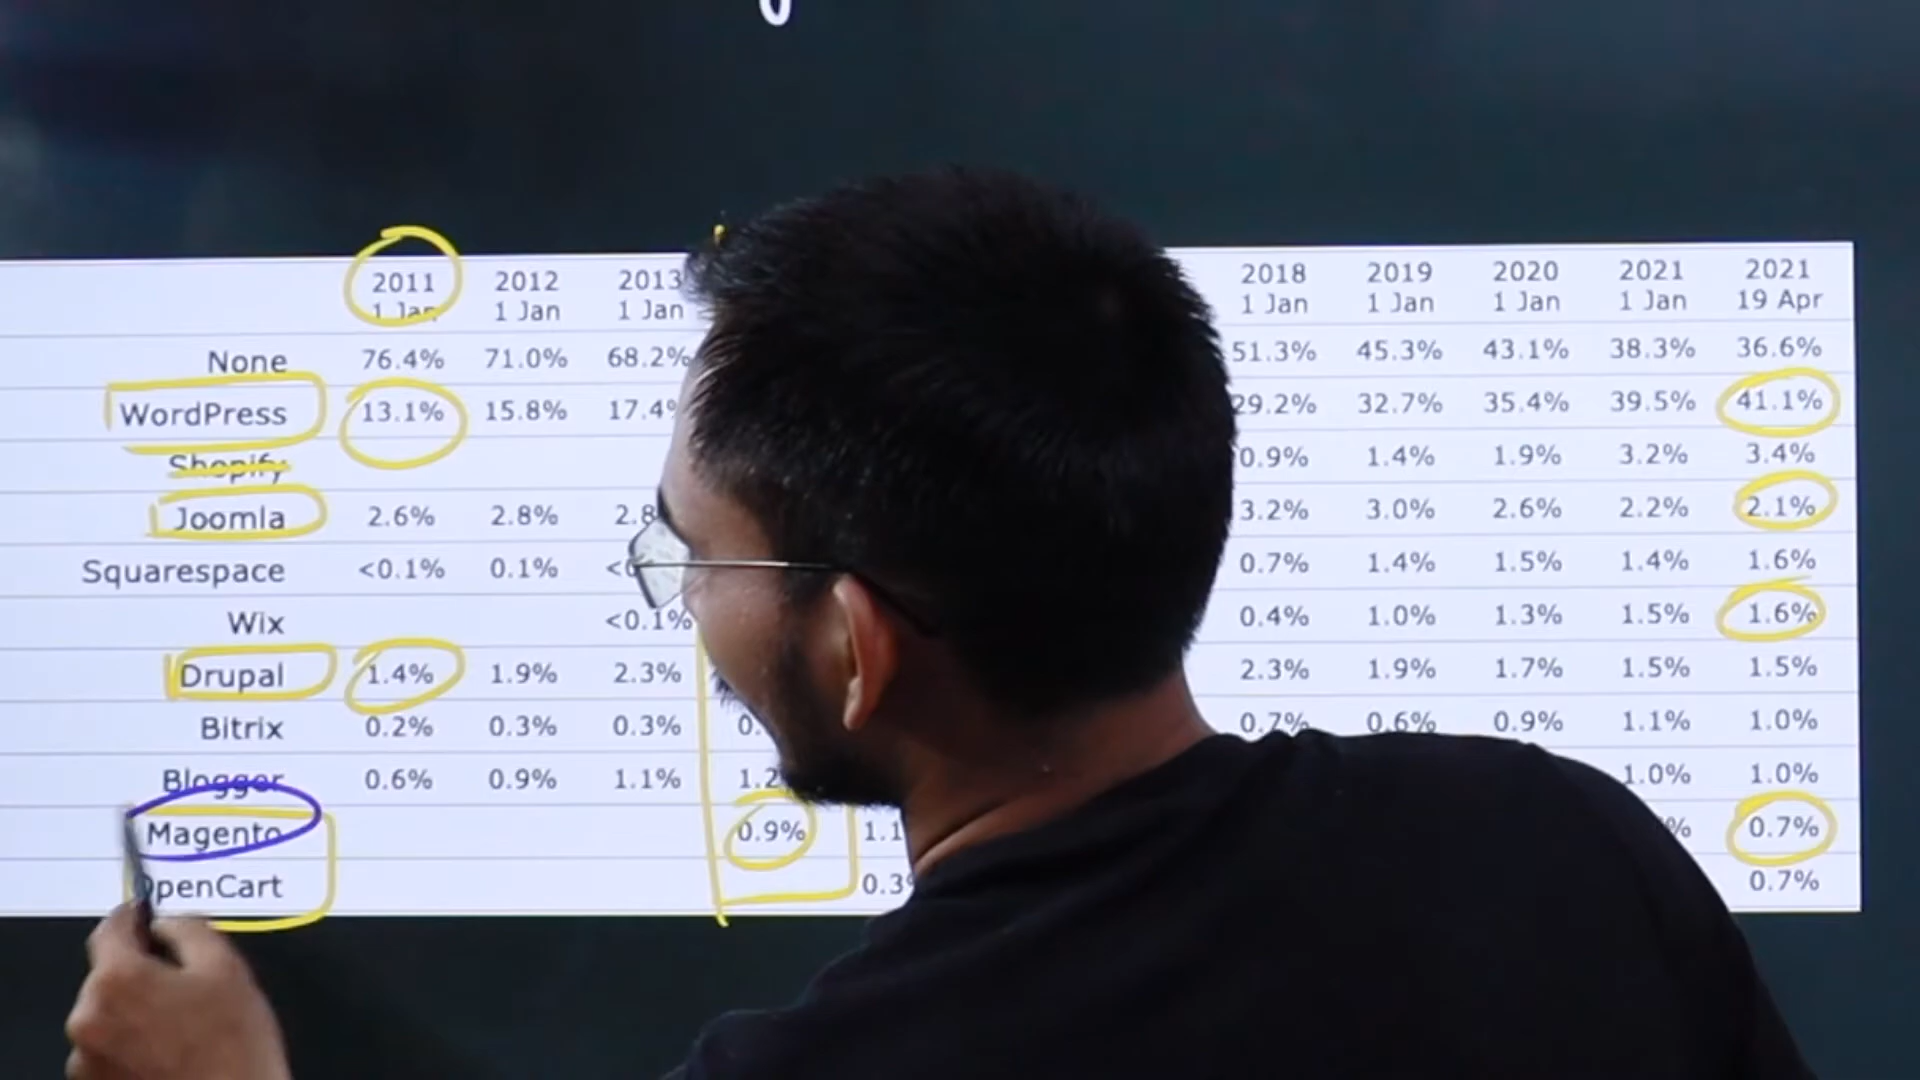 2011 2012 2013 2018 2019 2020 2021 2021
1 Jan 1 Jan 1 Jan 1 Jan 1 Jan 1 Jan 1 Jan 19 Apr
None 76.4% 71.0% 68.2% 51.3% 45.3% 43.1% 38.3% 36.6%
WordPress 13.1% 15.8% 17.4% 29.2% 32.7% 35.4% 39.5% 41.1%
Shopify 0.9% 1.4% 1.9% 3.2% 3.4%
Joomla 2.6% 2.8% 2.8 3.2% 3.0% 2.6% 2.2% 2.1%
Squarespace <0.1% 0.1% 0.7% 1.4% 1.5% 1.4% 1.6%
Wix <0.1% 0.4% 1.0% 1.3% 1.5% 1.6%
Drupal 1.4% 1.9% 2.3% 2.3% 1.9% 1.7% 1.5% 1.5%
Bitrix 0.2% 0.3% 0.3% 0.7% 0.6% 0.9% 1.1% 1.0%
Blogger 0.6% 0.9% 1.1% 1.2 1.0% 1.0%
Magento 0.9% 1.1 0.7%
OpenCart 0.3% 0.7%